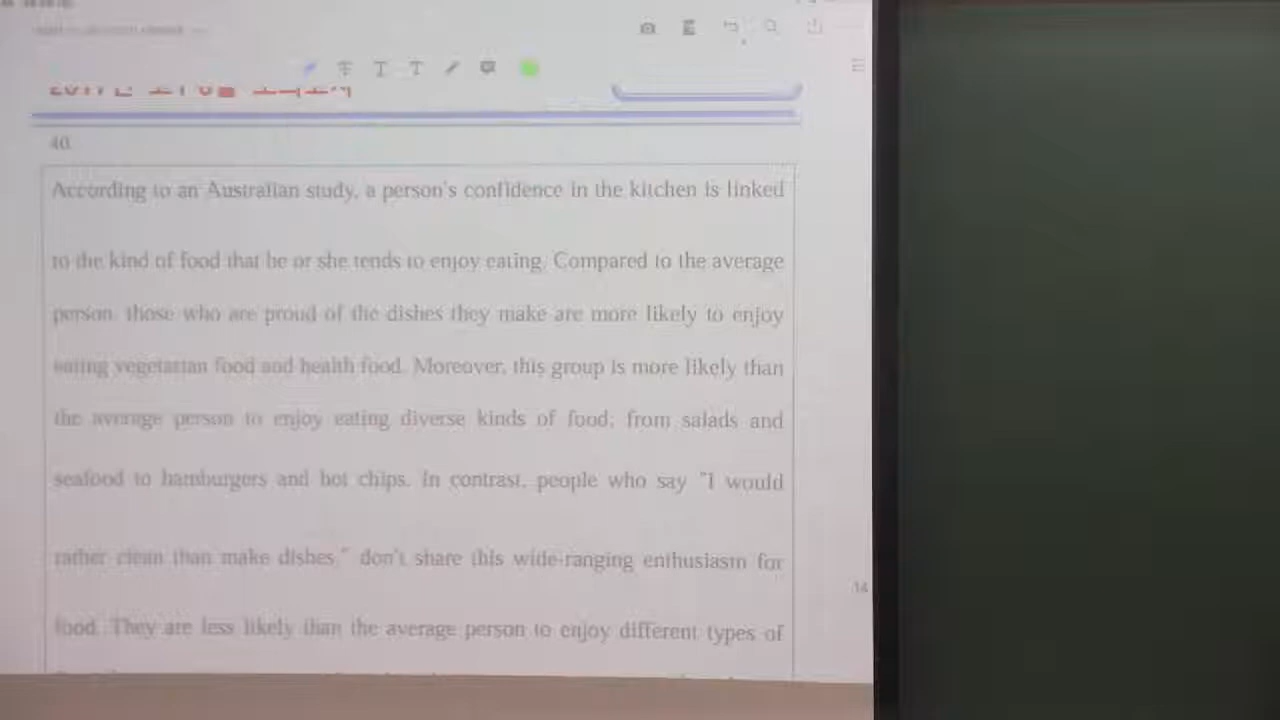 40.
According to an Australian study, a person's confidence in the kitchen is linked
to the kind of food that he or she tends to enjoy eating. Compared to the average
person, those who are proud of the dishes they make are more likely to enjoy
eating vegetarian food and health food. Moreover, this group is more likely than
the average person to enjoy eating diverse kinds of food: from salads and
seafood to hamburgers and hot chips. In contrast, people who say "I would
rather clean than make dishes." don't share this wide-ranging enthusiasm for
food. They are less likely than the average person to enjoy different types of
14